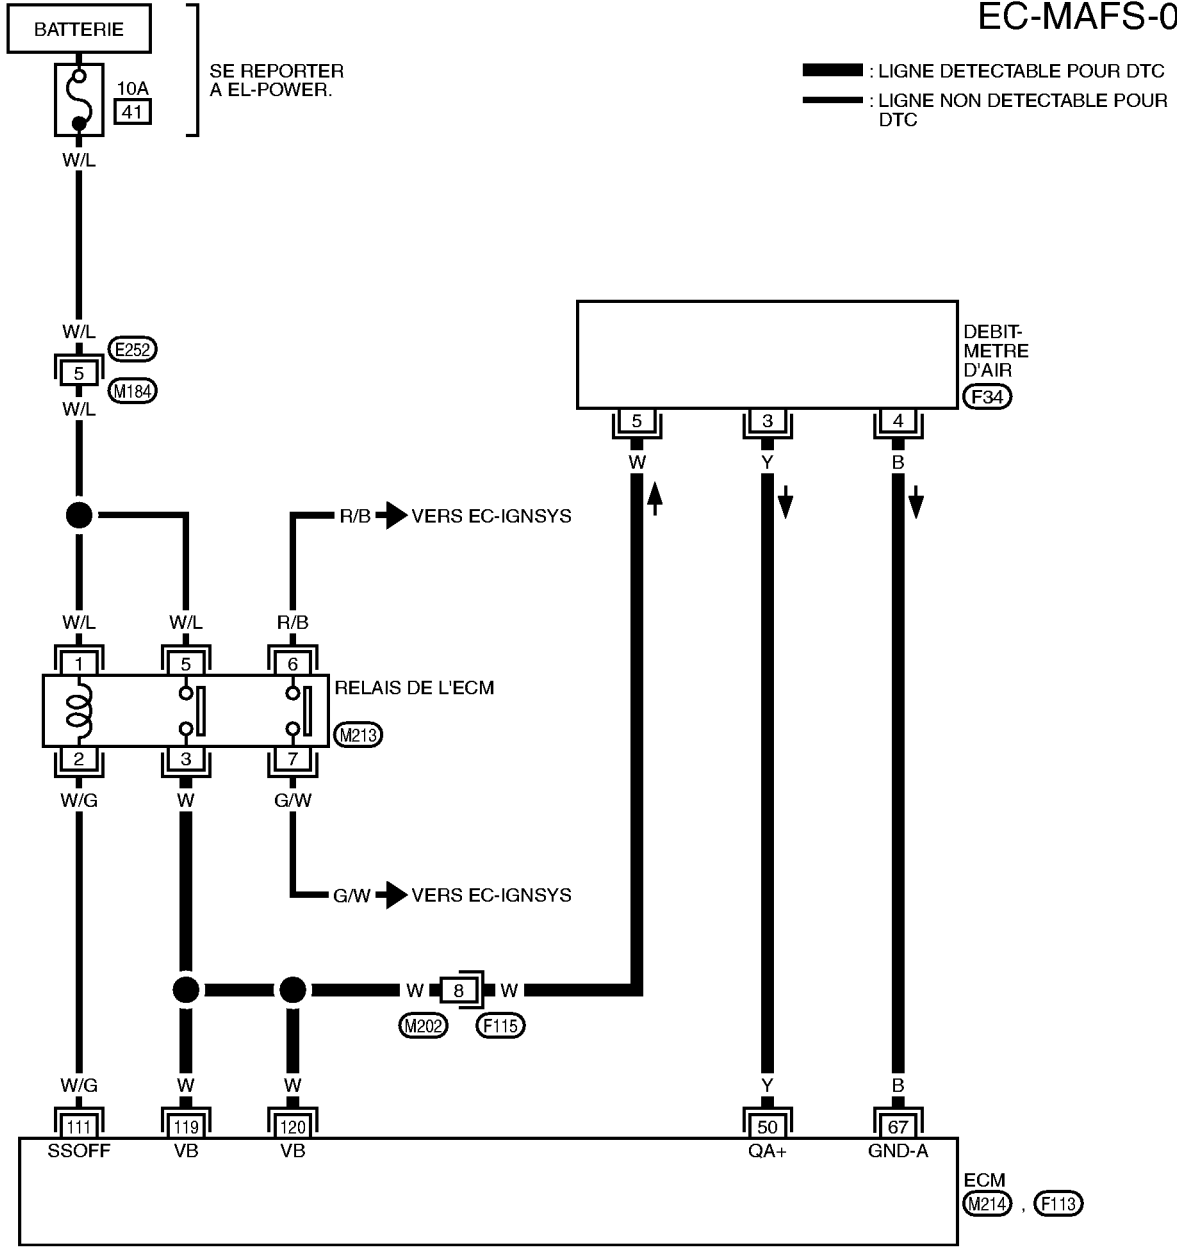 EC-MAFS-0
BATTERIE
10A
41
SE REPORTER
A EL-POWER.
: LIGNE DETECTABLE POUR DTC
: LIGNE NON DETECTABLE POUR
DTC
W/L
W/L
E252
5
M184
W/L
DEBIT-
METRE
D'AIR
F34
5 3 4
W Y B
R/B VERS EC-IGNSYS
W/L W/L R/B
1 5 6
RELAIS DE L'ECM
M213
2 3 7
W/G W G/W
G/W VERS EC-IGNSYS
W 8 W
M202 F115
W/G W W Y B
111 119 120 50 67
SSOFF VB VB QA+ GND-A
ECM
M214 , F113